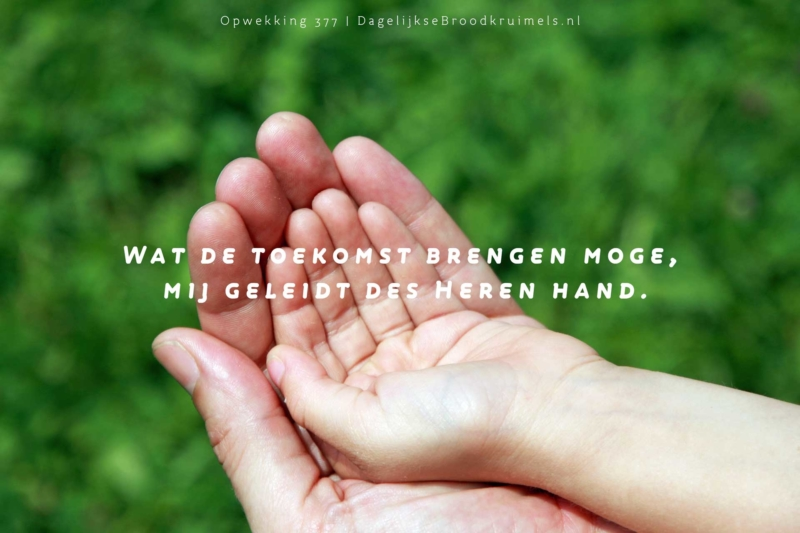 Opwekking 377 | DagelijkseBroodkruimels.nl
Wat de toekomst brengen moge,
mij geleidt des Heren hand.